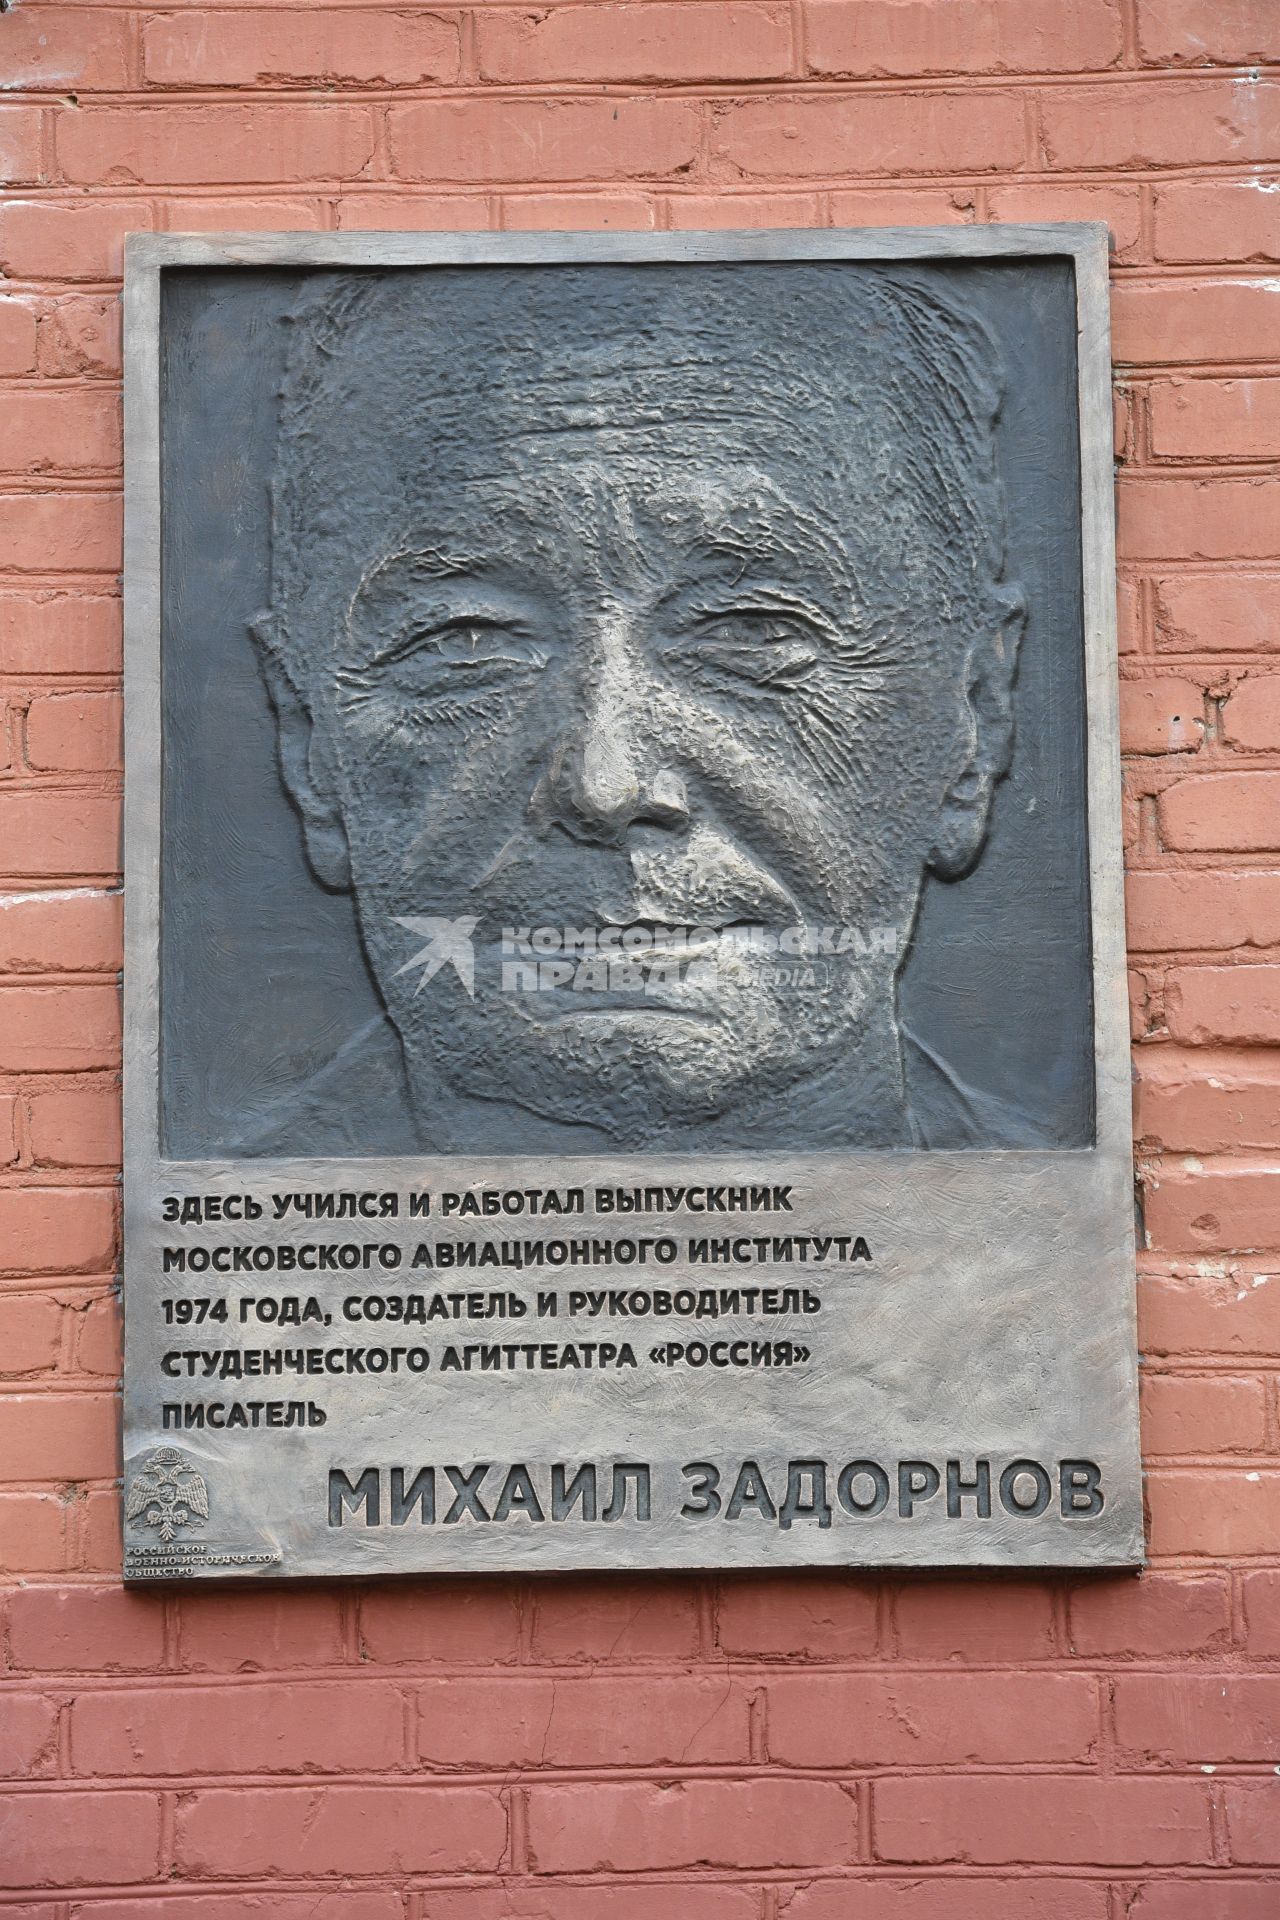 КОМСОМОЛЬСКАЯ
ПРАВДА MEDIA
ЗДЕСЬ УЧИЛСЯ И РАБОТАЛ ВЫПУСКНИК
МОСКОВСКОГО АВИАЦИОННОГО ИНСТИТУТА
1974 ГОДА, СОЗДАТЕЛЬ И РУКОВОДИТЕЛЬ
СТУДЕНЧЕСКОГО АГИТТЕАТРА «РОССИЯ»
ПИСАТЕЛЬ
МИХАИЛ ЗАДОРНОВ
РОССИЙСКОЕ
ВОЕННО-ИСТОРИЧЕСКОЕ
ОБЩЕСТВО